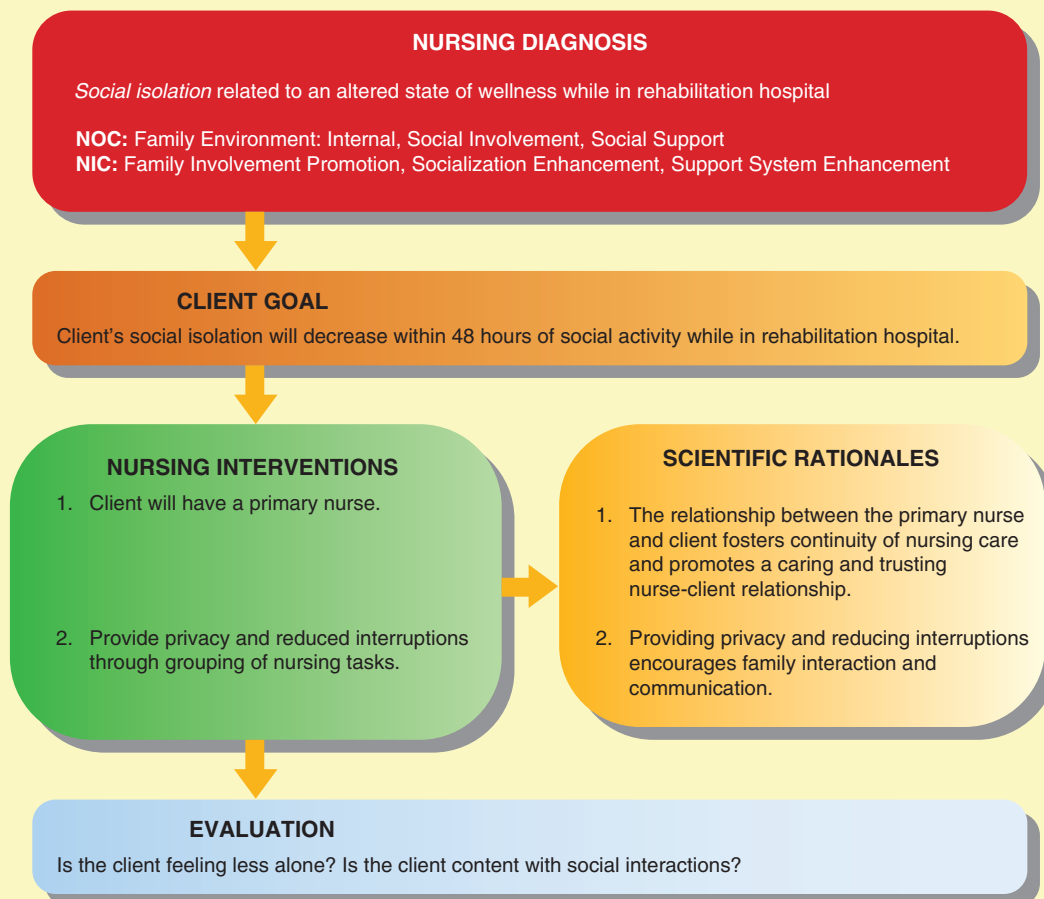 NURSING DIAGNOSIS
Social isolation related to an altered state of wellness while in rehabilitation hospital
NOC: Family Environment: Internal, Social Involvement, Social Support
NIC: Family Involvement Promotion, Socialization Enhancement, Support System Enhancement
CLIENT GOAL
Client’s social isolation will decrease within 48 hours of social activity while in rehabilitation hospital.
NURSING INTERVENTIONS
1. Client will have a primary nurse.
2. Provide privacy and reduced interruptions
through grouping of nursing tasks.
SCIENTIFIC RATIONALES
1. The relationship between the primary nurse
and client fosters continuity of nursing care
and promotes a caring and trusting
nurse-client relationship.
2. Providing privacy and reducing interruptions
encourages family interaction and
communication.
EVALUATION
Is the client feeling less alone? Is the client content with social interactions?